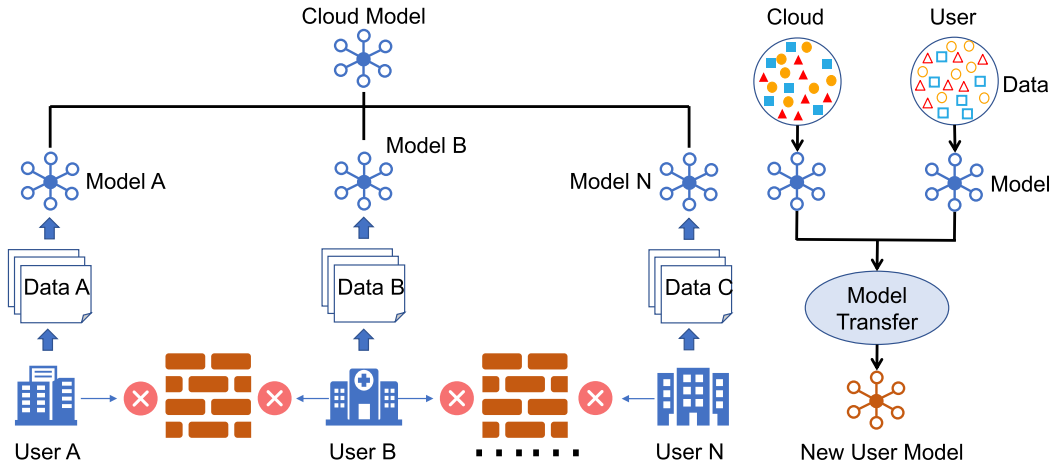 Cloud Model
Cloud
User
Data
Model A
Model B
Model N
Model
Data A
Data B
Data C
Model
Transfer
User A
User B
User N
New User Model